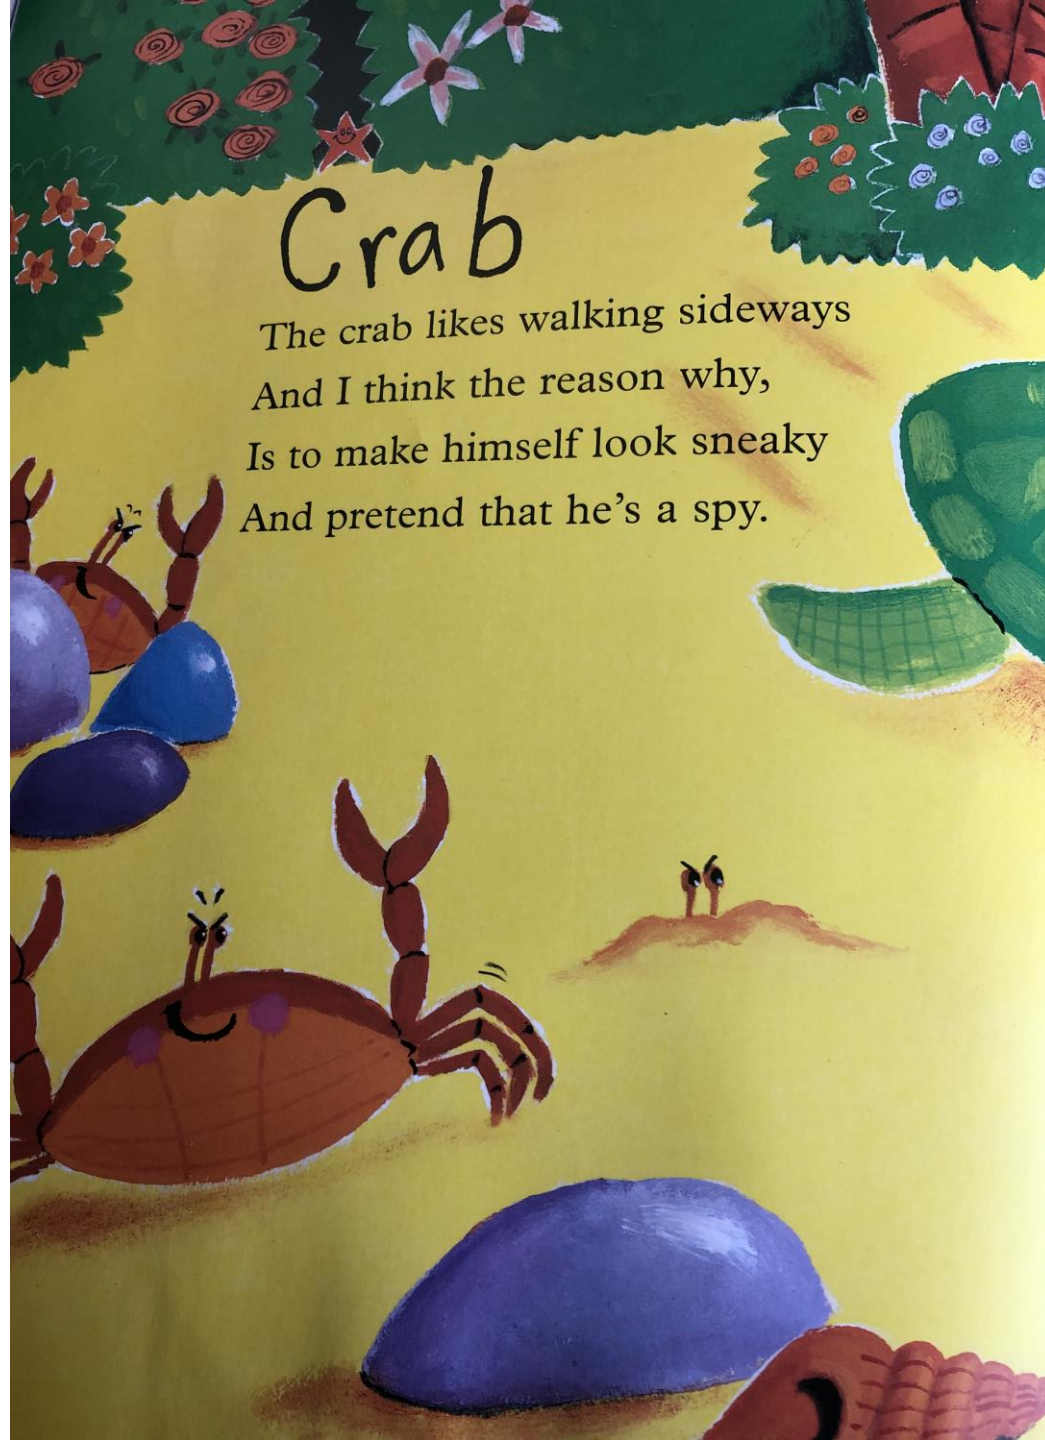 Crab
The crab likes walking sideways
And I think the reason why,
Is to make himself look sneaky
And pretend that he's a spy.